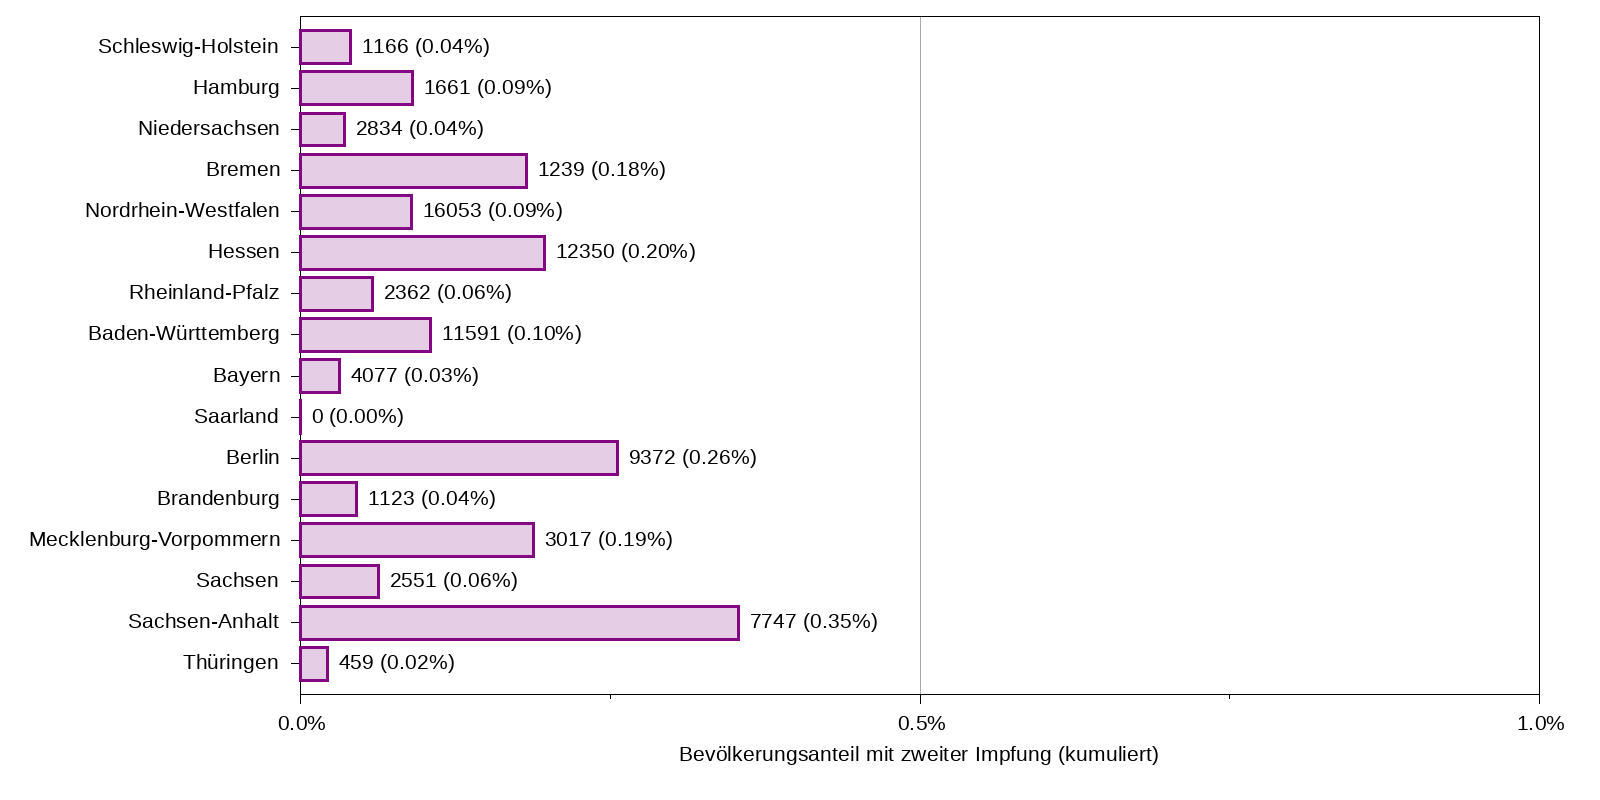 Schleswig-Holstein 1166 (0.04%)
Hamburg 1661 (0.09%)
Niedersachsen 2834 (0.04%)
Bremen 1239 (0.18%)
Nordrhein-Westfalen 16053 (0.09%)
Hessen 12350 (0.20%)
Rheinland-Pfalz 2362 (0.06%)
Baden-Württemberg 11591 (0.10%)
Bayern 4077 (0.03%)
Saarland 0 (0.00%)
Berlin 9372 (0.26%)
Brandenburg 1123 (0.04%)
Mecklenburg-Vorpommern 3017 (0.19%)
Sachsen 2551 (0.06%)
Sachsen-Anhalt 7747 (0.35%)
Thüringen 459 (0.02%)
0.0% 0.5% 1.0%
Bevölkerungsanteil mit zweiter Impfung (kumuliert)